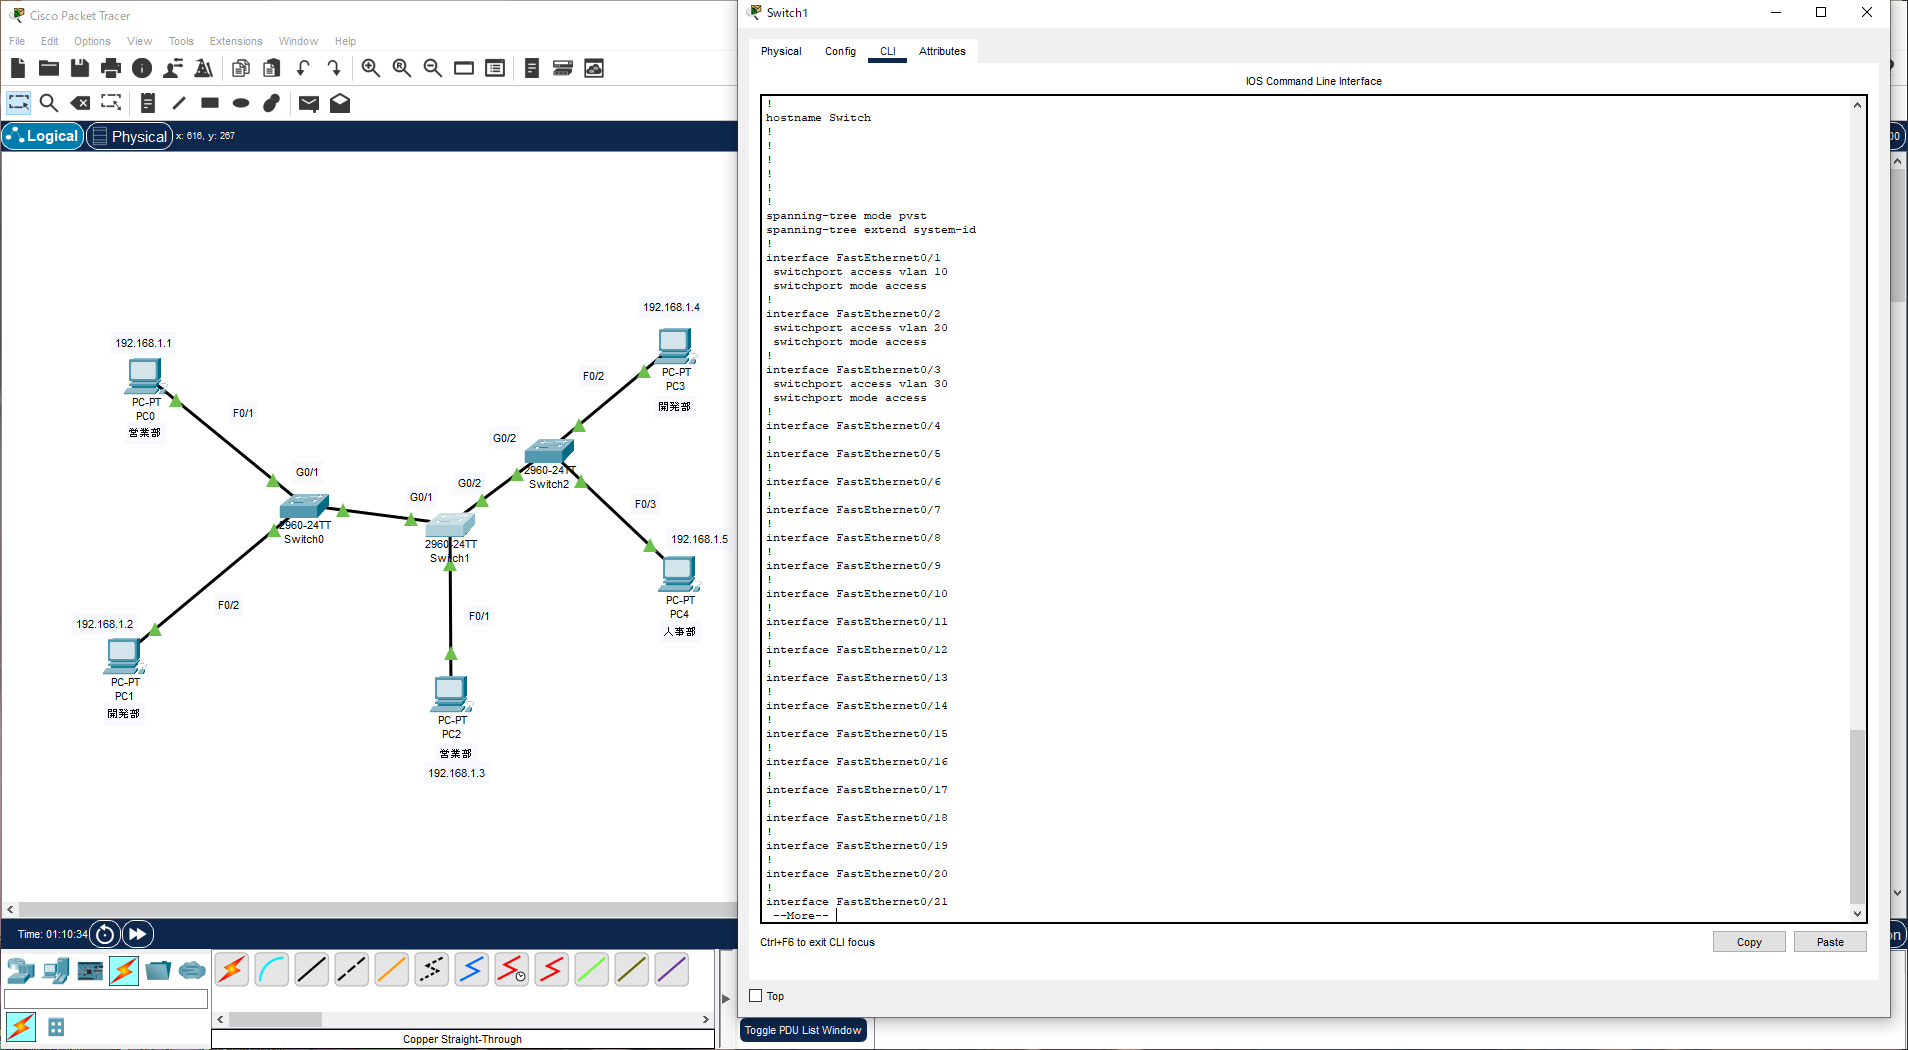 Cisco Packet Tracer
File Edit Options View Tools Extensions Window Help
Logical
Physical
x: 616, y: 267
192.168.1.4
PC-PT
PC3
開発部
F0/2
192.168.1.1
PC-PT
PC0
営業部
F0/1
G0/2
2960-24TT
Switch2
G0/1
G0/1
G0/2
F0/3
2960-24TT
Switch0
2960-24TT
Switch1
192.168.1.5
PC-PT
PC4
人事部
F0/2
F0/1
192.168.1.2
PC-PT
PC1
開発部
PC-PT
PC2
営業部
192.168.1.3
Time: 01:10:34
Copper Straight-Through
Switch1
Physical Config CLI Attributes
IOS Command Line Interface
!
hostname Switch
!
!
!
!
!
!
spanning-tree mode pvst
spanning-tree extend system-id
!
interface FastEthernet0/1
switchport access vlan 10
switchport mode access
!
interface FastEthernet0/2
switchport access vlan 20
switchport mode access
!
interface FastEthernet0/3
switchport access vlan 30
switchport mode access
!
interface FastEthernet0/4
!
interface FastEthernet0/5
!
interface FastEthernet0/6
!
interface FastEthernet0/7
!
interface FastEthernet0/8
!
interface FastEthernet0/9
!
interface FastEthernet0/10
!
interface FastEthernet0/11
!
interface FastEthernet0/12
!
interface FastEthernet0/13
!
interface FastEthernet0/14
!
interface FastEthernet0/15
!
interface FastEthernet0/16
!
interface FastEthernet0/17
!
interface FastEthernet0/18
!
interface FastEthernet0/19
!
interface FastEthernet0/20
!
interface FastEthernet0/21
--More--
Ctrl+F6 to exit CLI focus
Copy
Paste
Top
Toggle PDU List Window